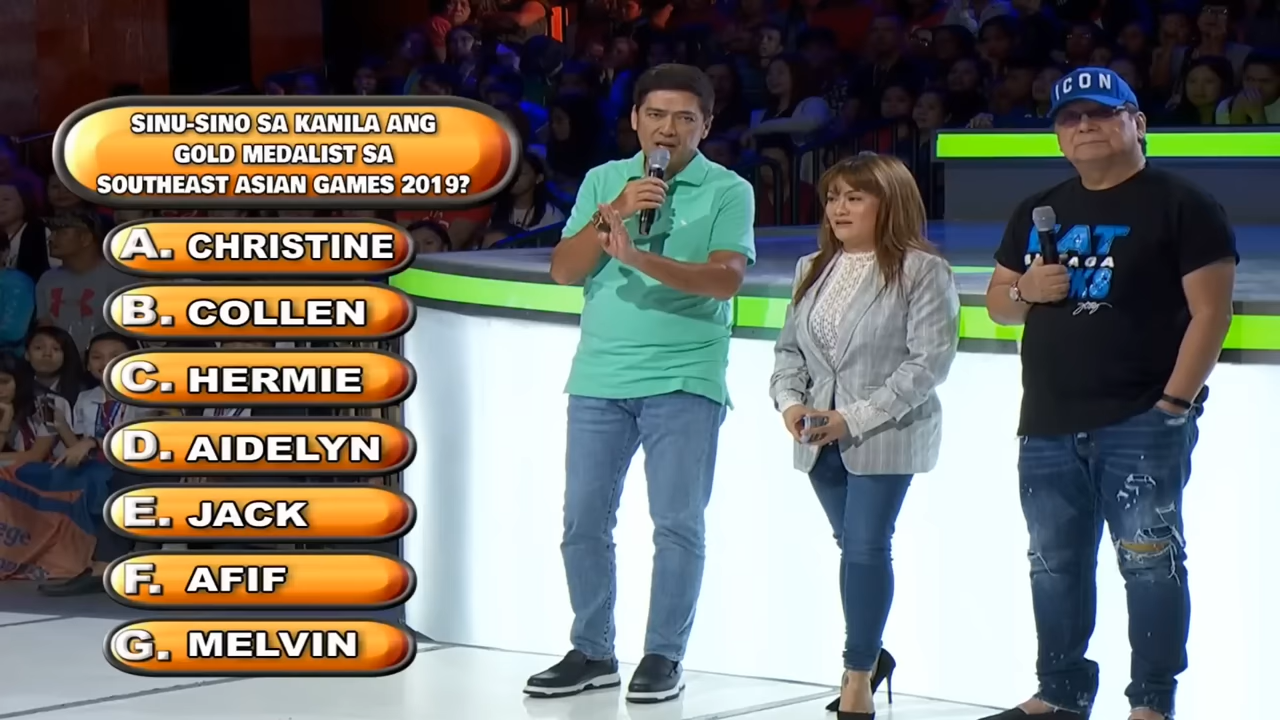 SINU-SINO SA KANILA ANG
GOLD MEDALIST SA
SOUTHEAST ASIAN GAMES 2019?
A. CHRISTINE
B. COLLEN
C. HERMIE
D. AIDELYN
E. JACK
F. AFIF
G. MELVIN
ICON